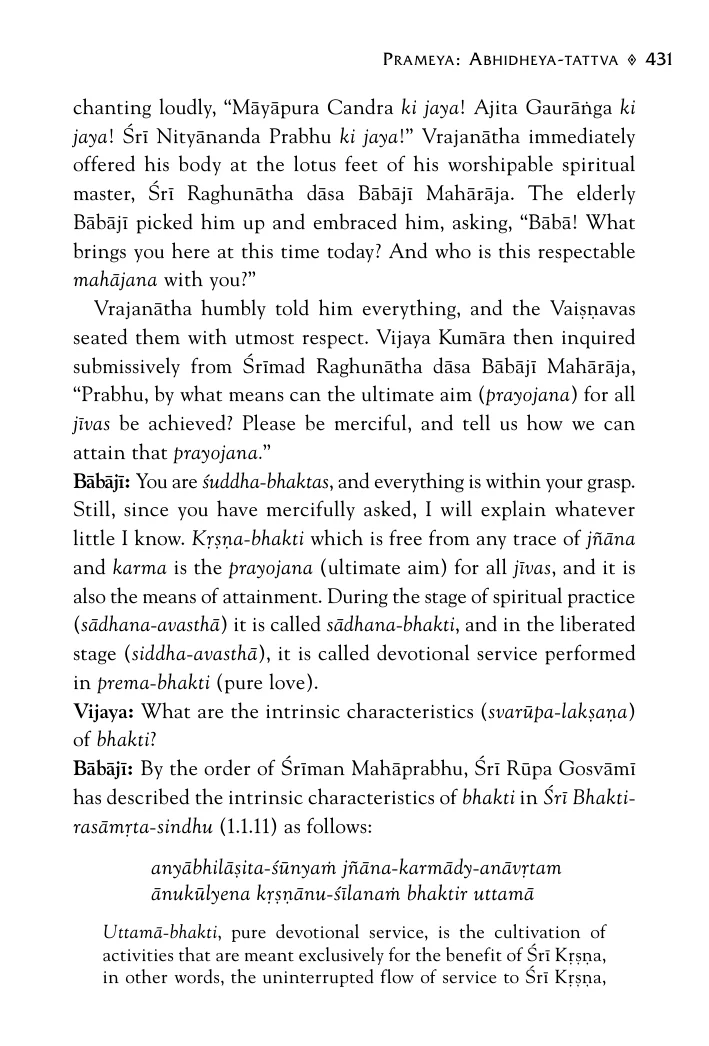 PRAMEYA: ABHIDHEYA-TATTVA ◊ 431
chanting loudly, “Māyāpura Candra ki jaya! Ajita Gaurāṅga ki
jaya! Śrī Nityānanda Prabhu ki jaya!” Vrajanātha immediately
offered his body at the lotus feet of his worshipable spiritual
master, Śrī Raghunātha dāsa Bābājī Mahārāja. The elderly
Bābājī picked him up and embraced him, asking, “Bābā! What
brings you here at this time today? And who is this respectable
mahājana with you?”
Vrajanātha humbly told him everything, and the Vaiṣṇavas
seated them with utmost respect. Vijaya Kumāra then inquired
submissively from Śrīmad Raghunātha dāsa Bābājī Mahārāja,
“Prabhu, by what means can the ultimate aim (prayojana) for all
jīvas be achieved? Please be merciful, and tell us how we can
attain that prayojana.”
Bābājī: You are śuddha-bhaktas, and everything is within your grasp.
Still, since you have mercifully asked, I will explain whatever
little I know. Kṛṣṇa-bhakti which is free from any trace of jñāna
and karma is the prayojana (ultimate aim) for all jīvas, and it is
also the means of attainment. During the stage of spiritual practice
(sādhana-avasthā) it is called sādhana-bhakti, and in the liberated
stage (siddha-avasthā), it is called devotional service performed
in prema-bhakti (pure love).
Vijaya: What are the intrinsic characteristics (svarūpa-lakṣaṇa)
of bhakti?
Bābājī: By the order of Śrīman Mahāprabhu, Śrī Rūpa Gosvāmī
has described the intrinsic characteristics of bhakti in Śrī Bhakti-
rasāmṛta-sindhu (1.1.11) as follows:
anyābhilāṣita-śūnyaṁ jñāna-karmādy-anāvṛtam
ānukūlyena kṛṣṇānu-śīlanaṁ bhaktir uttamā
Uttamā-bhakti, pure devotional service, is the cultivation of
activities that are meant exclusively for the benefit of Śrī Kṛṣṇa,
in other words, the uninterrupted flow of service to Śrī Kṛṣṇa,